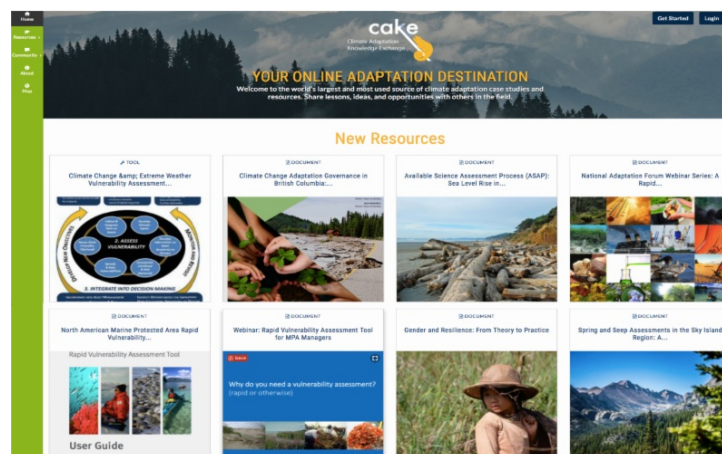 Home
Resources
Community
About
Map
cake
Climate Adaptation
Knowledge Exchange
Get Started
Login
YOUR ONLINE ADAPTATION DESTINATION
Welcome to the world's largest and most used source of climate adaptation case studies and
resources. Share lessons, ideas, and opportunities with others in the field.
New Resources
TOOL
Climate Change &amp; Extreme Weather
Vulnerability Assessment...
DOCUMENT
Climate Change Adaptation Governance in
British Columbia:...
DOCUMENT
Available Science Assessment Process (ASAP):
Sea Level Rise in...
DOCUMENT
National Adaptation Forum Webinar Series: A
Rapid...
DEVELOP NEW OBJECTIVES
2. ASSESS
VULNERABILITY
MONITOR AND REVISIT
3. INTEGRATE INTO DECISION MAKING
DOCUMENT
North American Marine Protected Area Rapid
Vulnerability...
DOCUMENT
Webinar: Rapid Vulnerability Assessment Tool
for MPA Managers
DOCUMENT
Gender and Resilience: From Theory to Practice
DOCUMENT
Spring and Seep Assessments in the Sky Island
Region: A...
Rapid Vulnerability Assessment Tool
User Guide
Save
Why do you need a vulnerability assessment?
(rapid or otherwise)